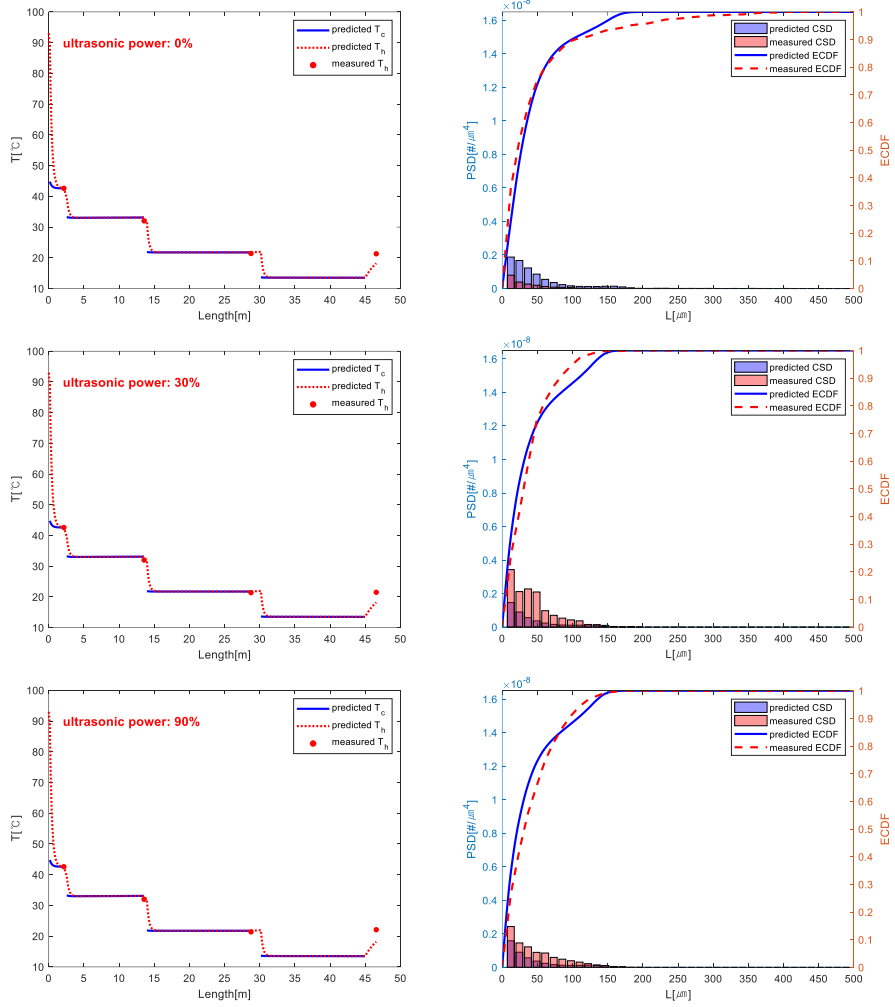 ultrasonic power: 0%
predicted T_c
predicted T_h
measured T_h
T[℃]
100
90
80
70
60
50
40
30
20
10
0 5 10 15 20 25 30 35 40 45 50
Length[m]
×10^-8
predicted CSD
measured CSD
predicted ECDF
measured ECDF
PSD[#/㎛^4]
1.6
1.4
1.2
1
0.8
0.6
0.4
0.2
0
ECDF
1
0.9
0.8
0.7
0.6
0.5
0.4
0.3
0.2
0.1
0
0 50 100 150 200 250 300 350 400 450 500
L[㎛]
ultrasonic power: 30%
predicted T_c
predicted T_h
measured T_h
T[℃]
100
90
80
70
60
50
40
30
20
10
0 5 10 15 20 25 30 35 40 45 50
Length[m]
×10^-8
predicted CSD
measured CSD
predicted ECDF
measured ECDF
PSD[#/㎛^4]
1.6
1.4
1.2
1
0.8
0.6
0.4
0.2
0
ECDF
1
0.9
0.8
0.7
0.6
0.5
0.4
0.3
0.2
0.1
0
0 50 100 150 200 250 300 350 400 450 500
L[㎛]
ultrasonic power: 90%
predicted T_c
predicted T_h
measured T_h
T[℃]
100
90
80
70
60
50
40
30
20
10
0 5 10 15 20 25 30 35 40 45 50
Length[m]
×10^-8
predicted CSD
measured CSD
predicted ECDF
measured ECDF
PSD[#/㎛^4]
1.6
1.4
1.2
1
0.8
0.6
0.4
0.2
0
ECDF
1
0.9
0.8
0.7
0.6
0.5
0.4
0.3
0.2
0.1
0
0 50 100 150 200 250 300 350 400 450 500
L[㎛]